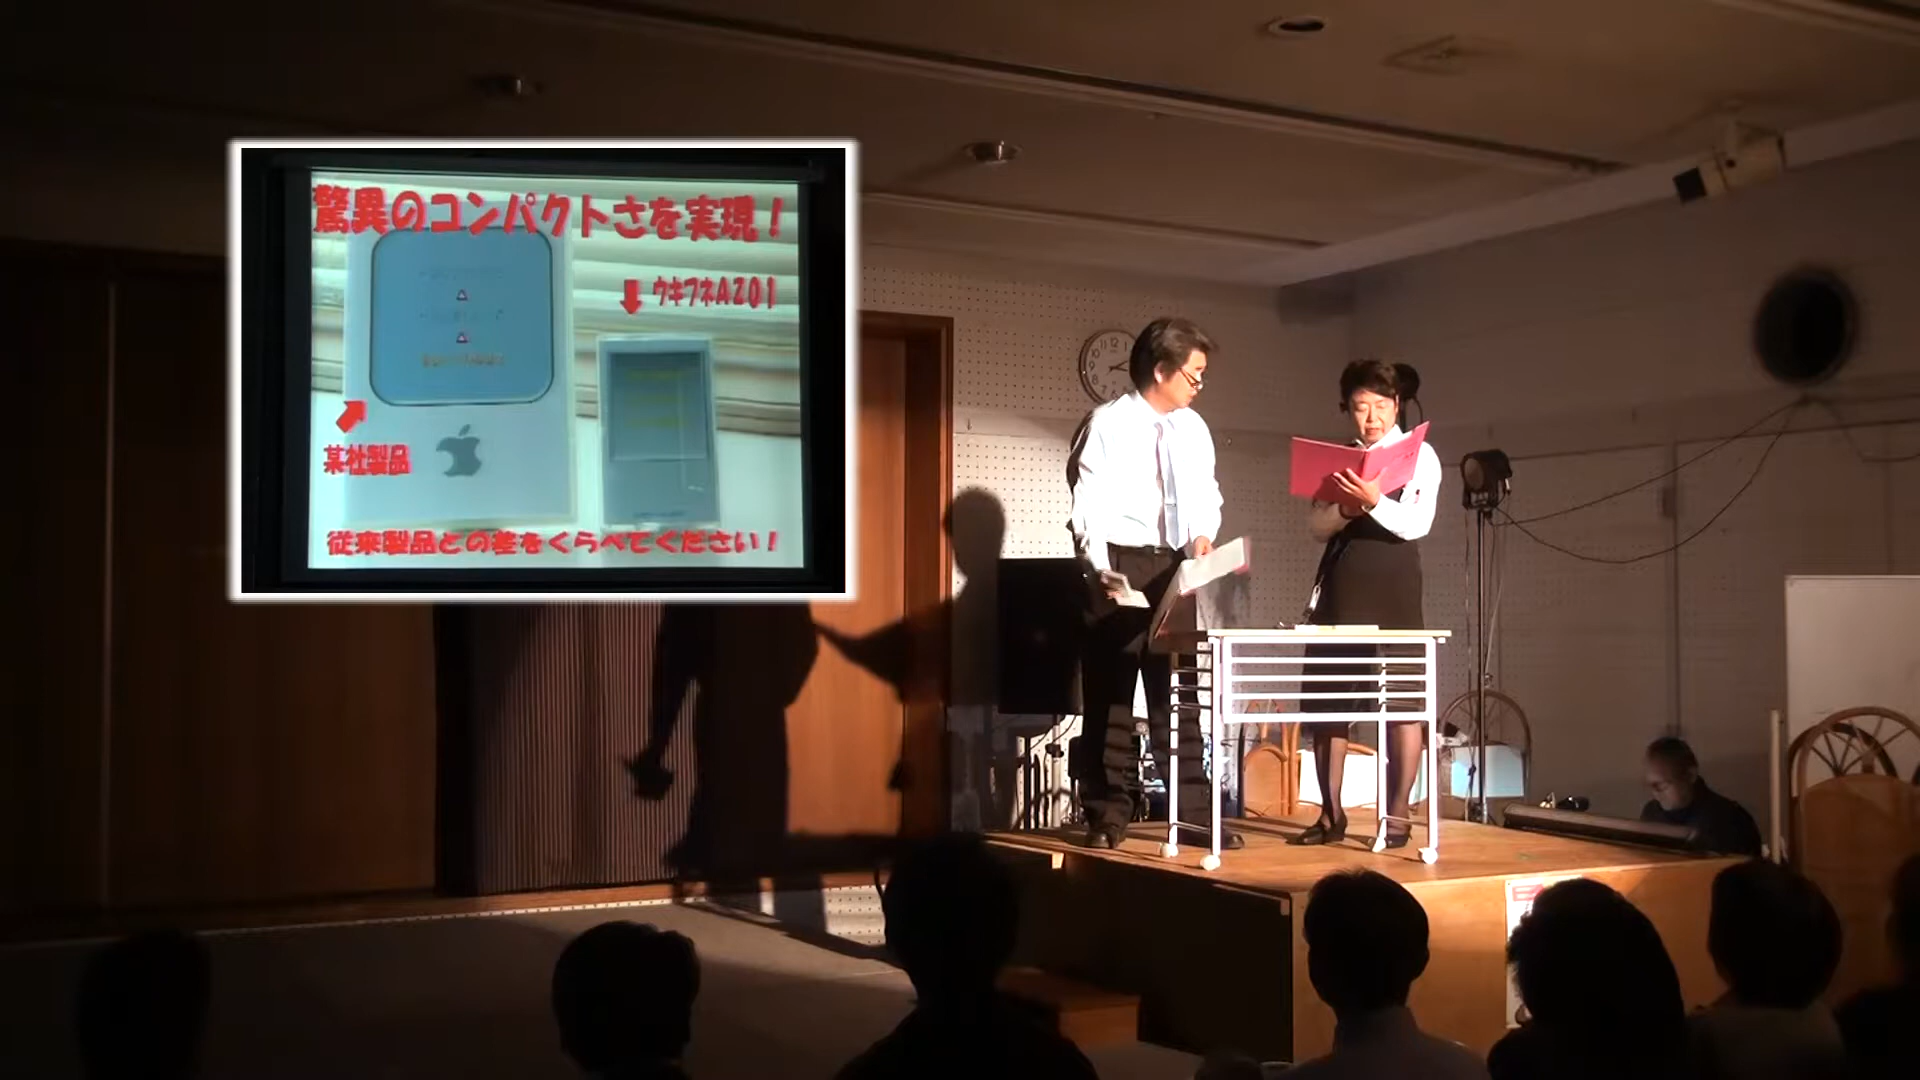 驚異のコンパクトさを実現！
ウキフネAZ01
某社製品
従来製品との差をくらべてください！